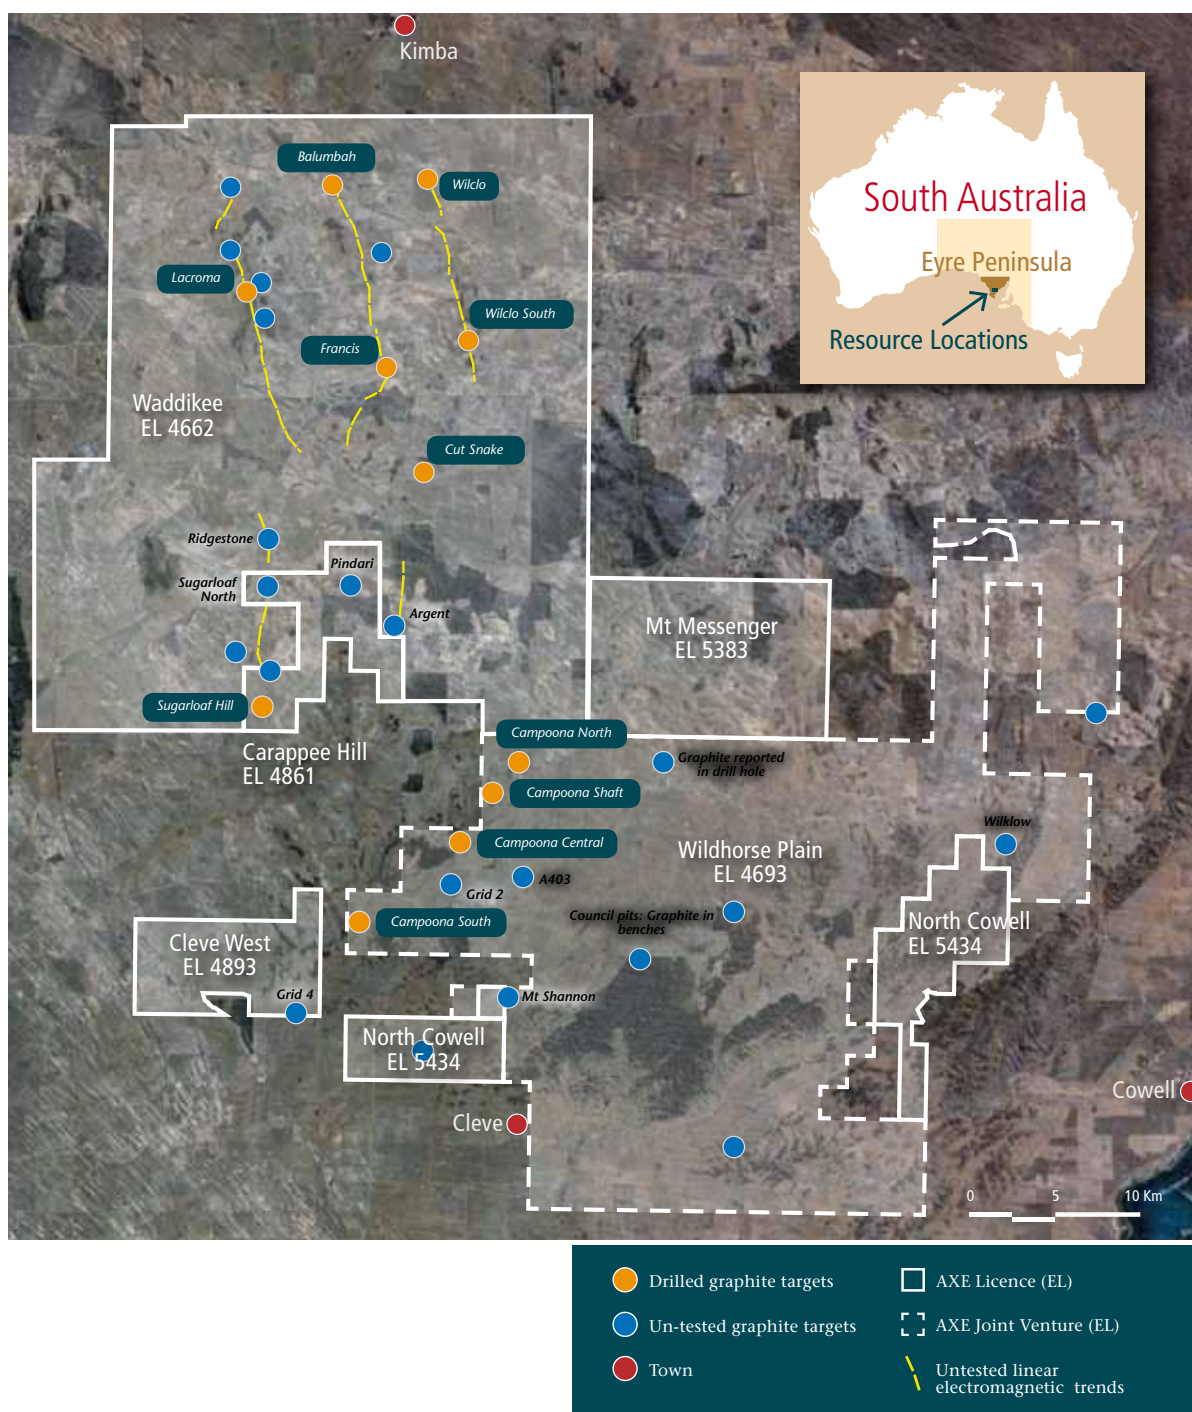 Kimba
South Australia
Eyre Peninsula
Resource Locations
Balumbah
Wilclo
Lacroma
Wilclo South
Francis
Waddikee
EL 4662
Cut Snake
Ridgestone
Pindari
Sugarloaf
North
Argent
Mt Messenger
EL 5383
Sugarloaf Hill
Campoona North
Carappee Hill
EL 4861
Graphite reported
in drill hole
Campoona Shaft
Wilklow
Campoona Central
Wildhorse Plain
EL 4693
A403
Grid 2
Campoona South
Council pits: Graphite in
benches
North Cowell
EL 5434
Cleve West
EL 4893
Grid 4
Mt Shannon
North Cowell
EL 5434
Cowell
Cleve
0 5 10 Km
Drilled graphite targets
Un-tested graphite targets
Town
AXE Licence (EL)
AXE Joint Venture (EL)
Untested linear
electromagnetic trends